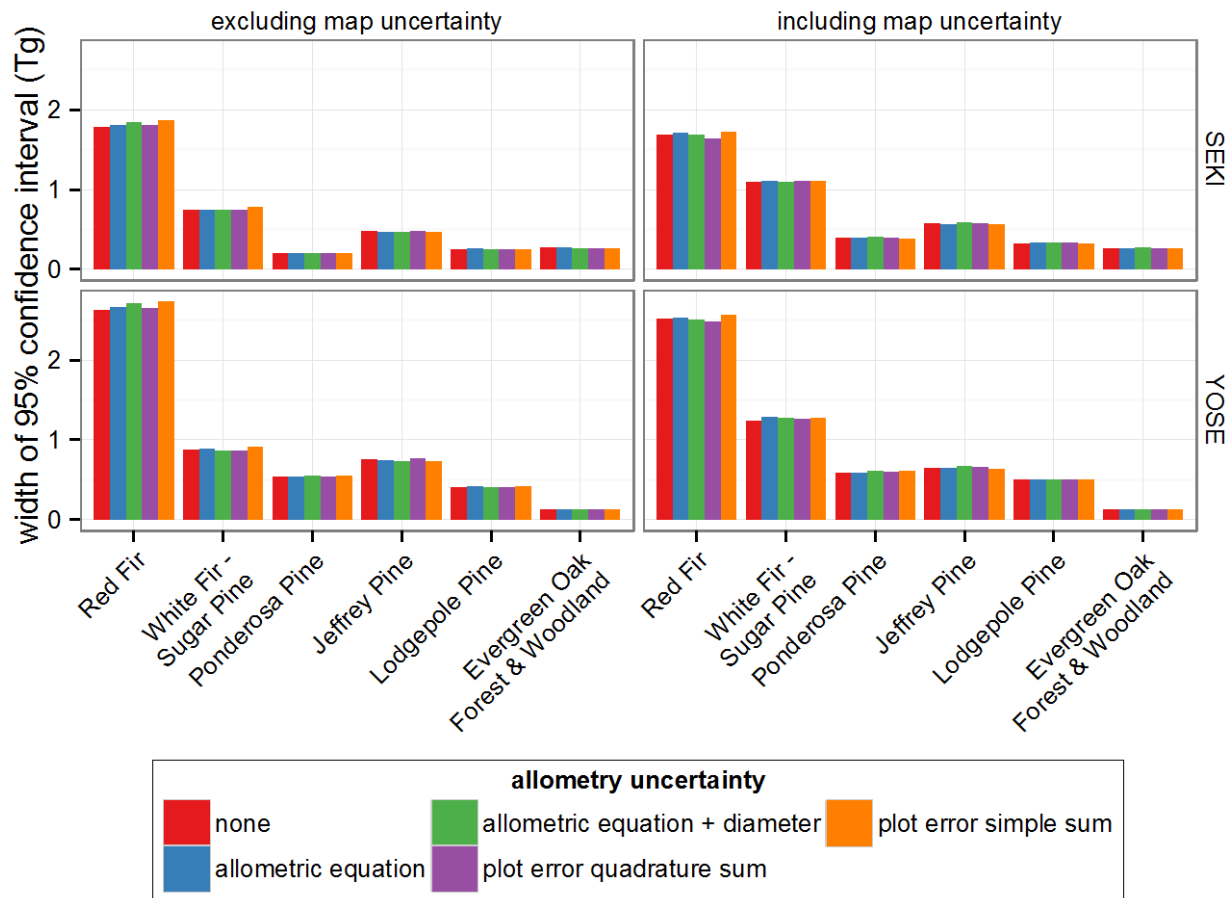 excluding map uncertainty
including map uncertainty
width of 95% confidence interval (Tg)
2
1
0
SEKI
2
1
0
YOSE
Red Fir
White Fir -
Sugar Pine
Ponderosa Pine
Jeffrey Pine
Lodgepole Pine
Evergreen Oak
Forest & Woodland
Red Fir
White Fir -
Sugar Pine
Ponderosa Pine
Jeffrey Pine
Lodgepole Pine
Evergreen Oak
Forest & Woodland
allometry uncertainty
none
allometric equation + diameter
plot error simple sum
allometric equation
plot error quadrature sum